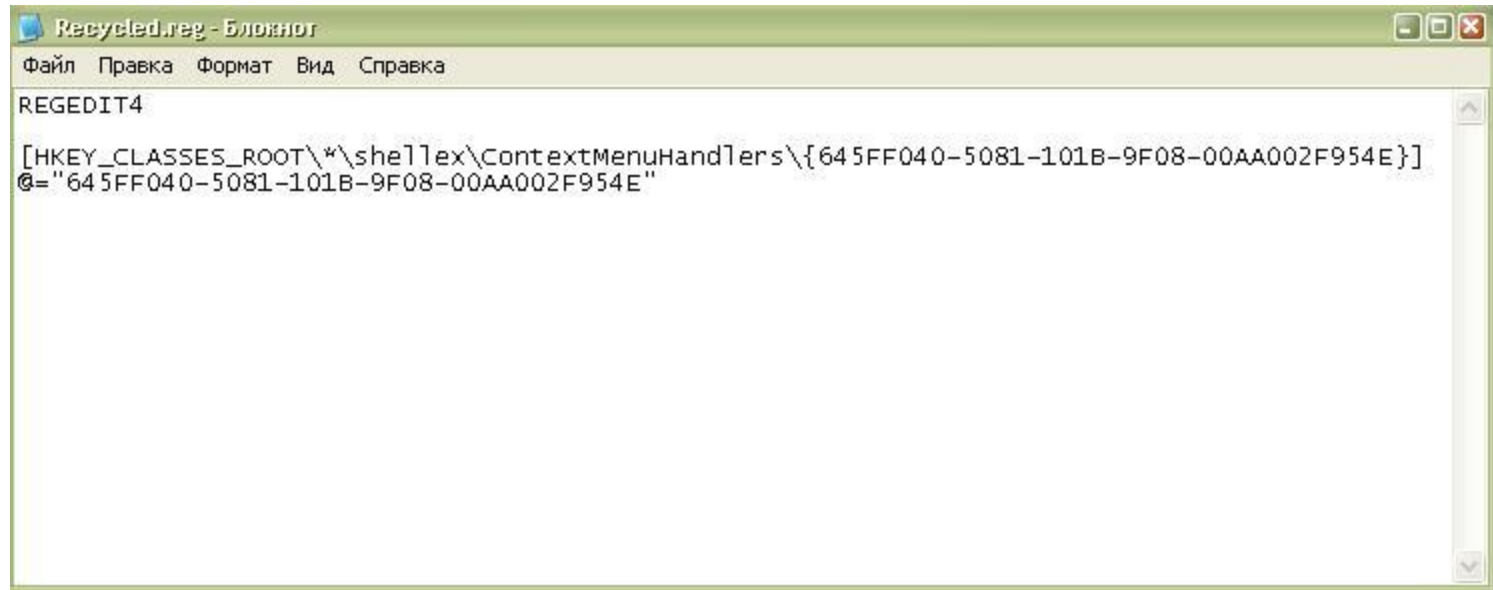 Recycled.reg - Блокнот
Файл Правка Формат Вид Справка
REGEDIT4
[HKEY_CLASSES_ROOT\*\shellex\ContextMenuHandlers\{645FF040-5081-101B-9F08-00AA002F954E}]
@="645FF040-5081-101B-9F08-00AA002F954E"